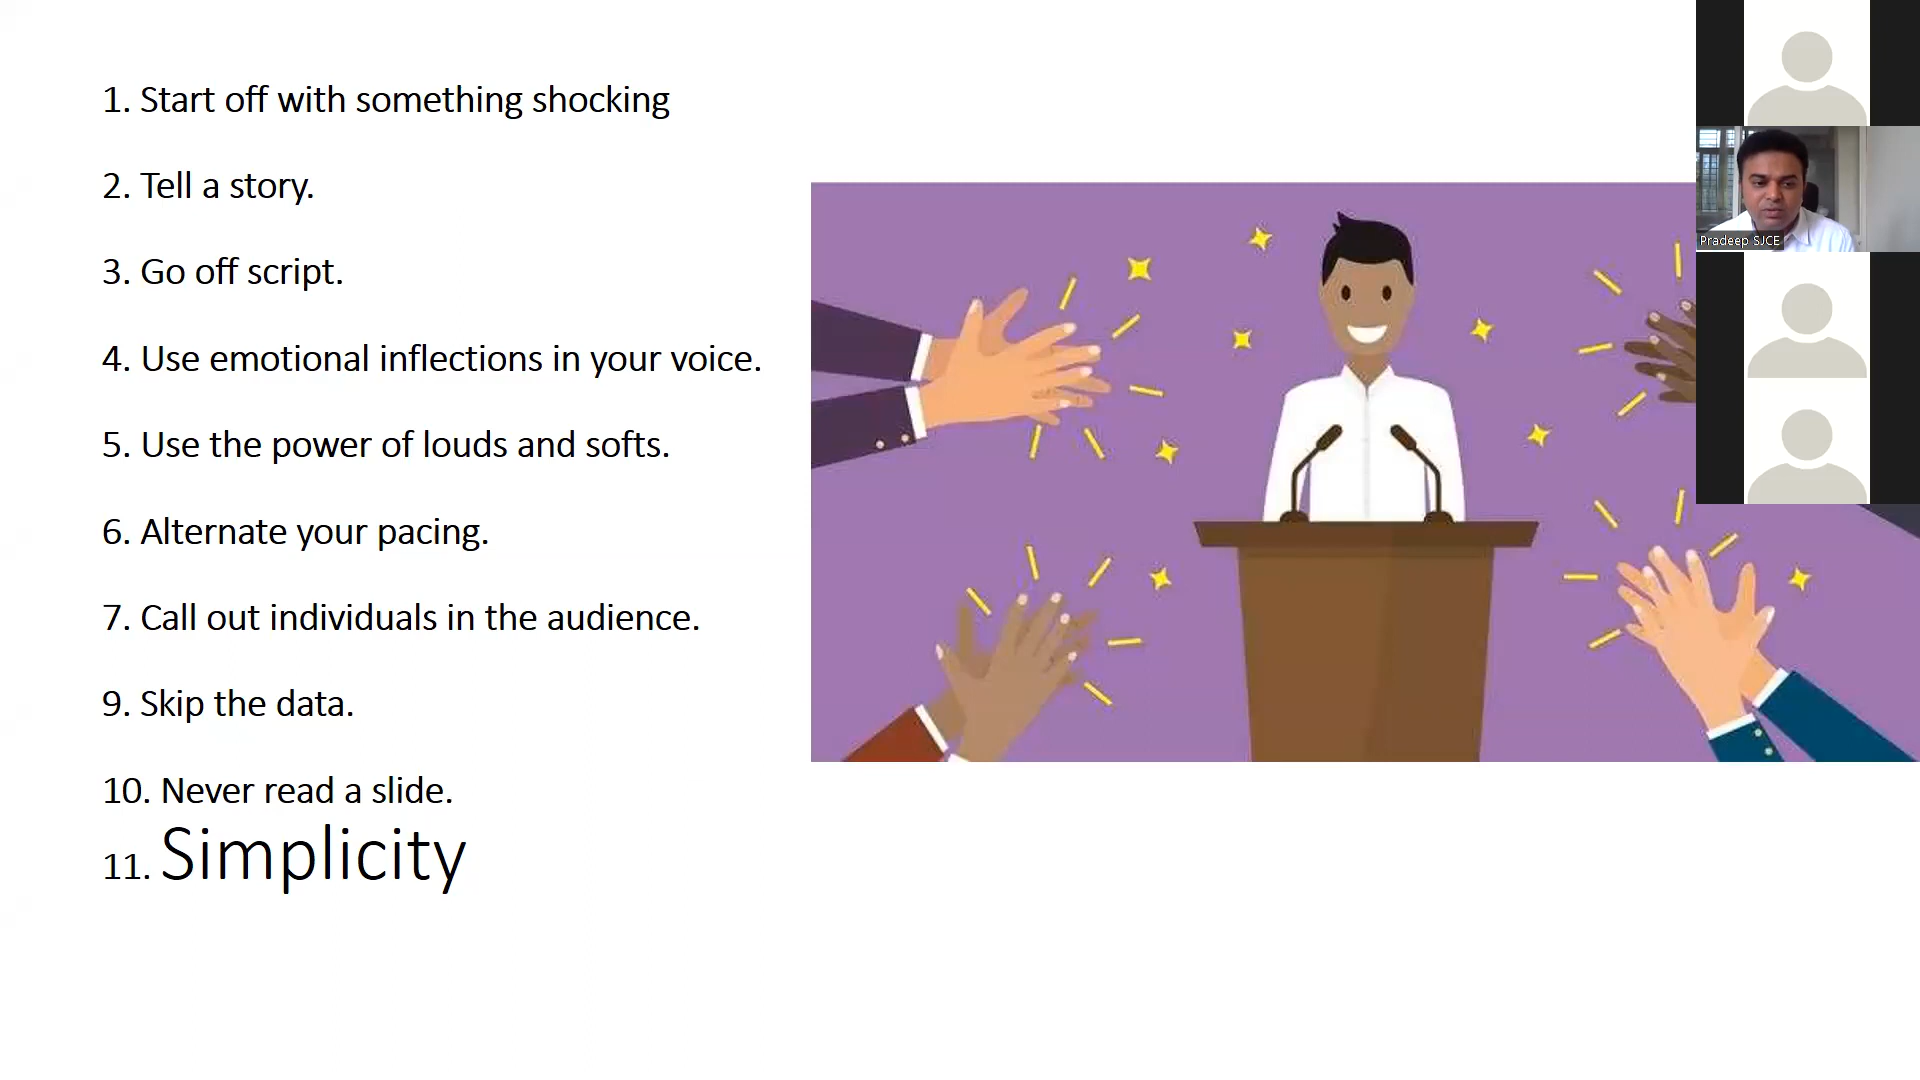 1. Start off with something shocking
2. Tell a story.
3. Go off script.
4. Use emotional inflections in your voice.
5. Use the power of louds and softs.
6. Alternate your pacing.
7. Call out individuals in the audience.
9. Skip the data.
10. Never read a slide.
11. Simplicity
Pradeep SJCE